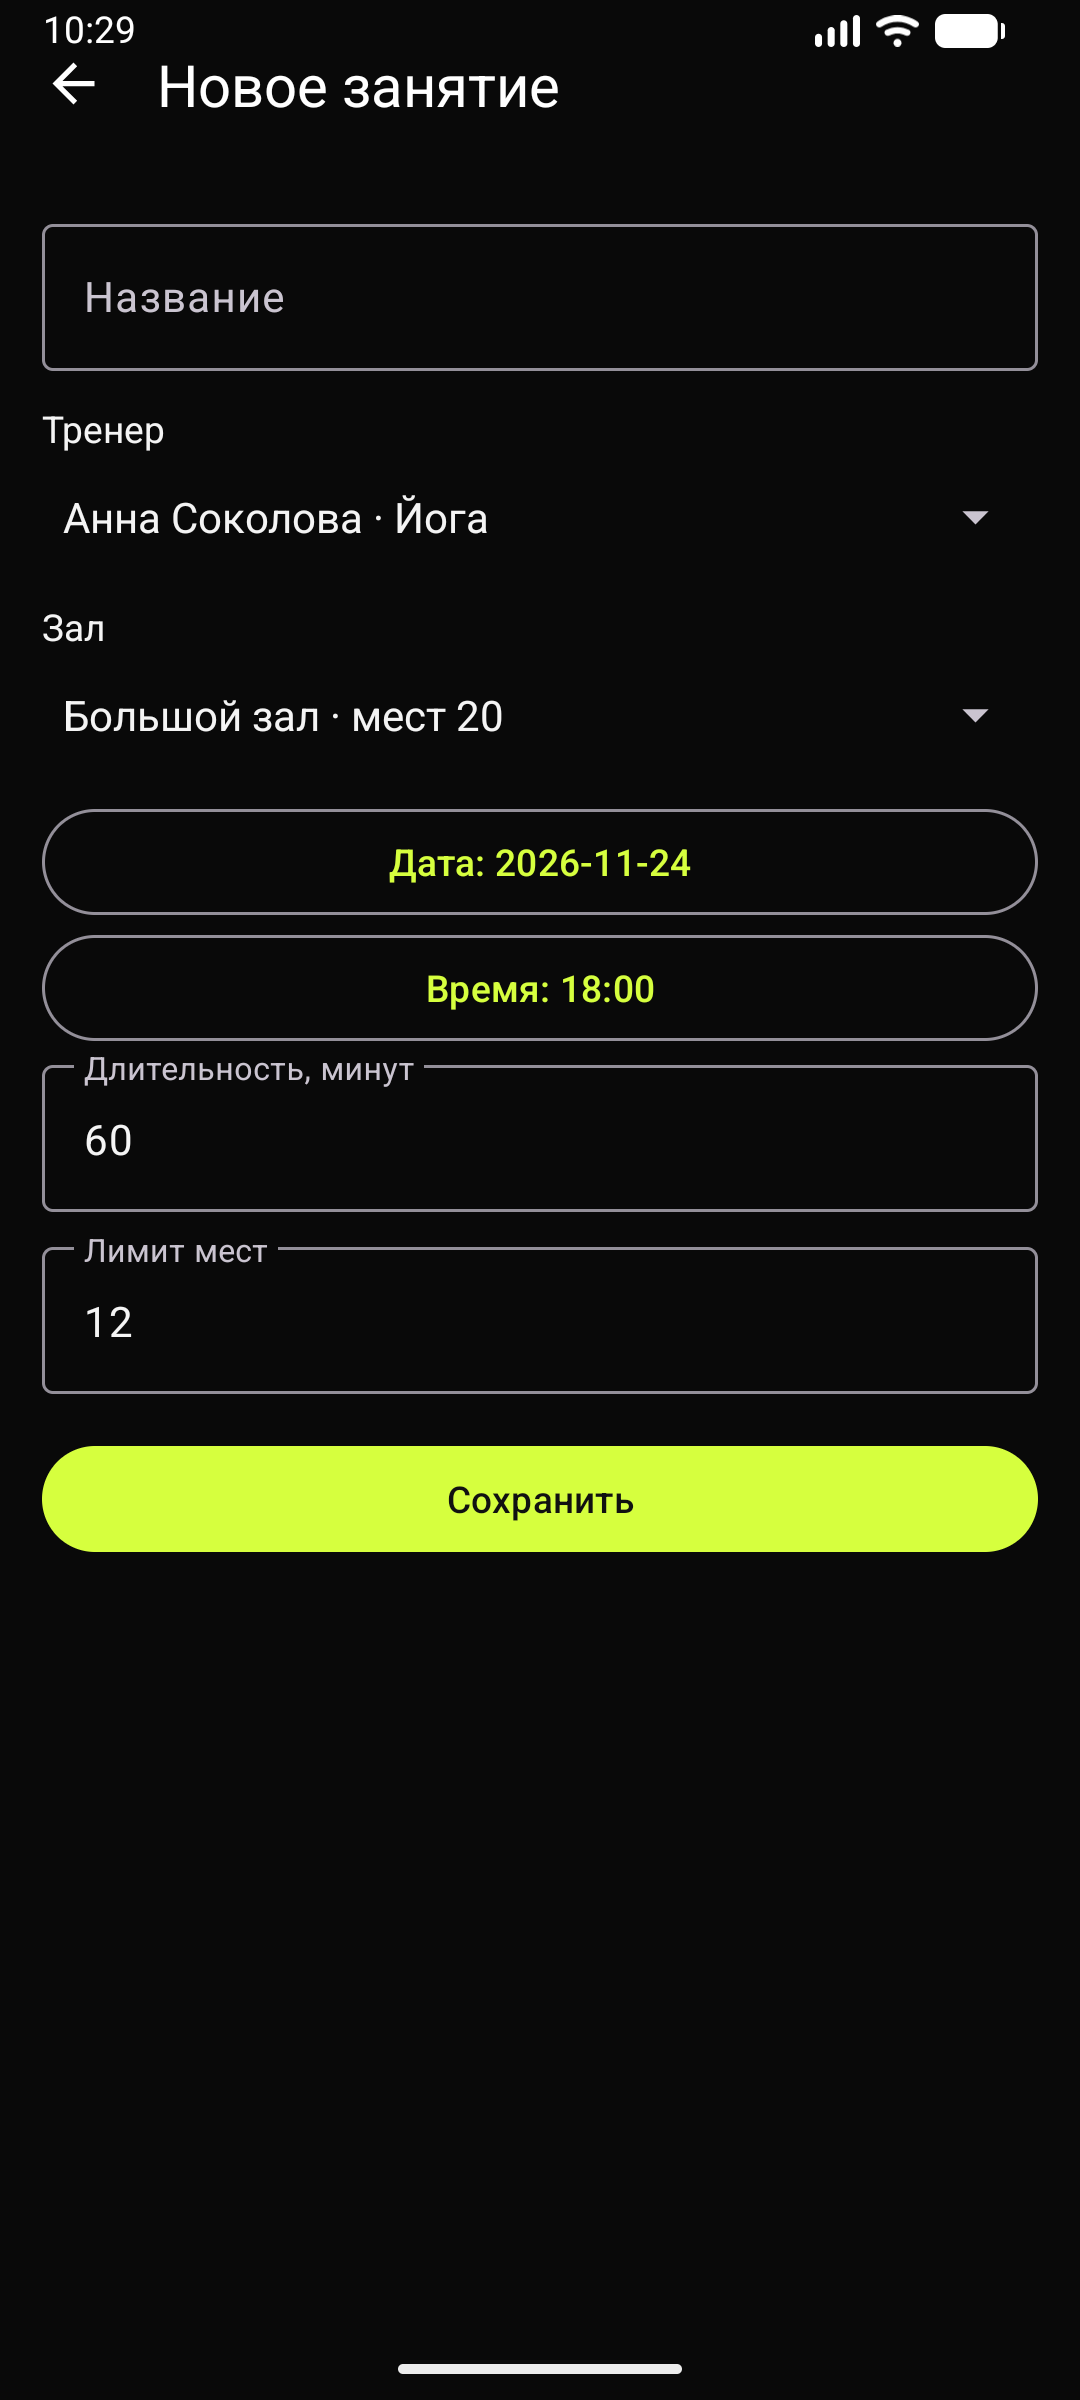 10:29
Новое занятие
Название
Тренер
Анна Соколова · Йога
Зал
Большой зал · мест 20
Дата: 2026-11-24
Время: 18:00
Длительность, минут
60
Лимит мест
12
Сохранить